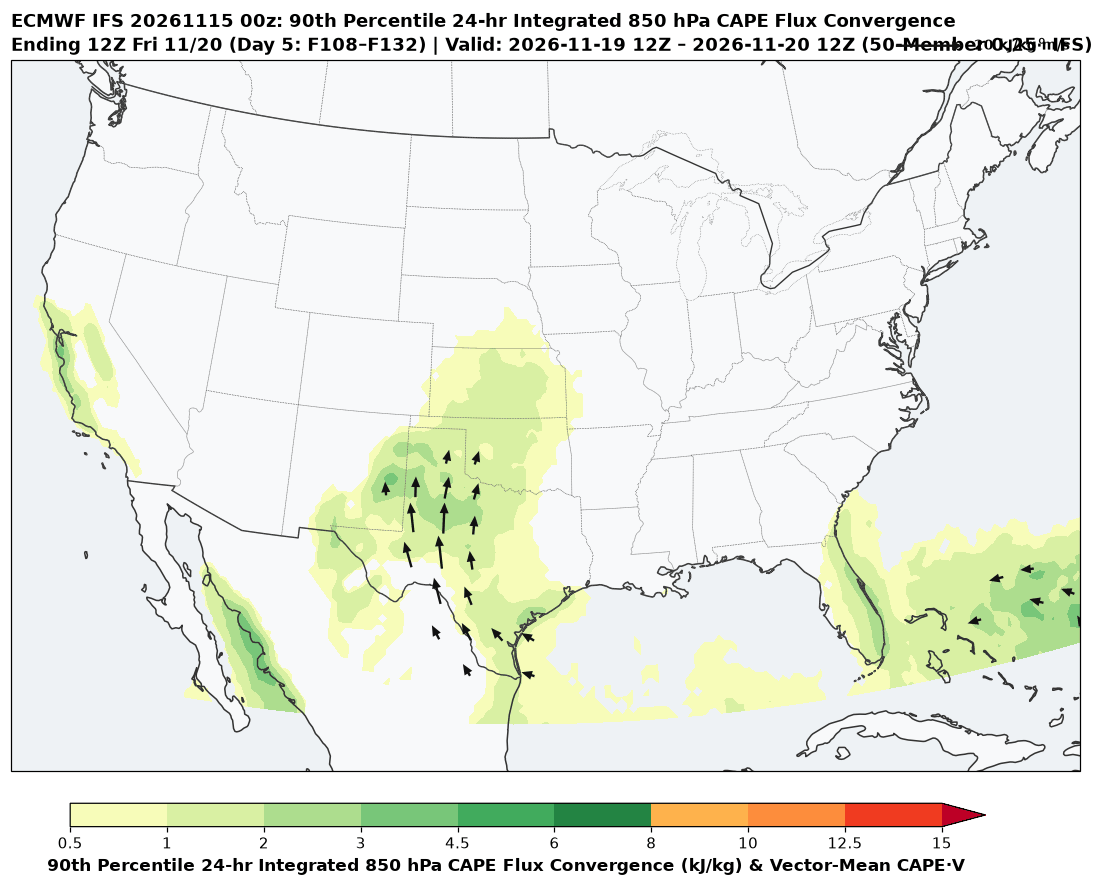 ECMWF IFS 20261115 00z: 90th Percentile 24-hr Integrated 850 hPa CAPE Flux Convergence
Ending 12Z Fri 11/20 (Day 5: F108–F132) | Valid: 2026-11-19 12Z – 2026-11-20 12Z (50-Member 0.25° IFS)
0.5 1 2 3 4.5 6 8 10 12.5 15
90th Percentile 24-hr Integrated 850 hPa CAPE Flux Convergence (kJ/kg) & Vector-Mean CAPE·V